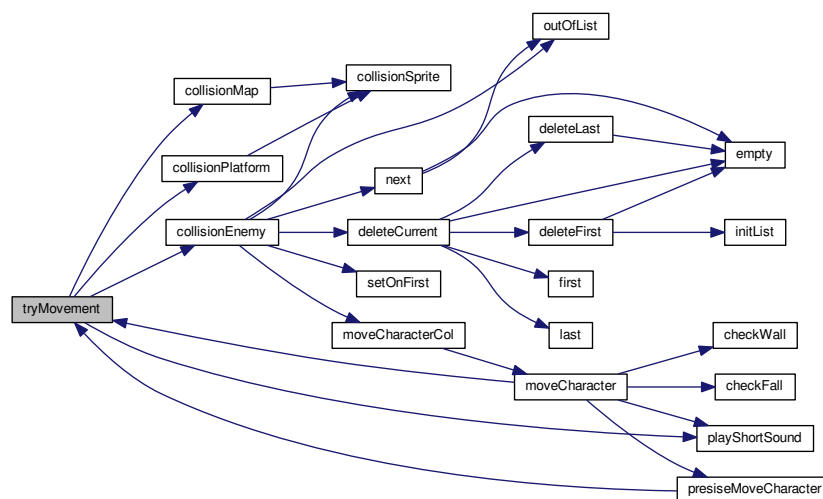 outOfList
collisionSprite
collisionMap
deleteLast
empty
collisionPlatform
next
collisionEnemy
deleteCurrent
deleteFirst
initList
setOnFirst
first
tryMovement
moveCharacterCol
last
checkWall
moveCharacter
checkFall
playShortSound
presiseMoveCharacter